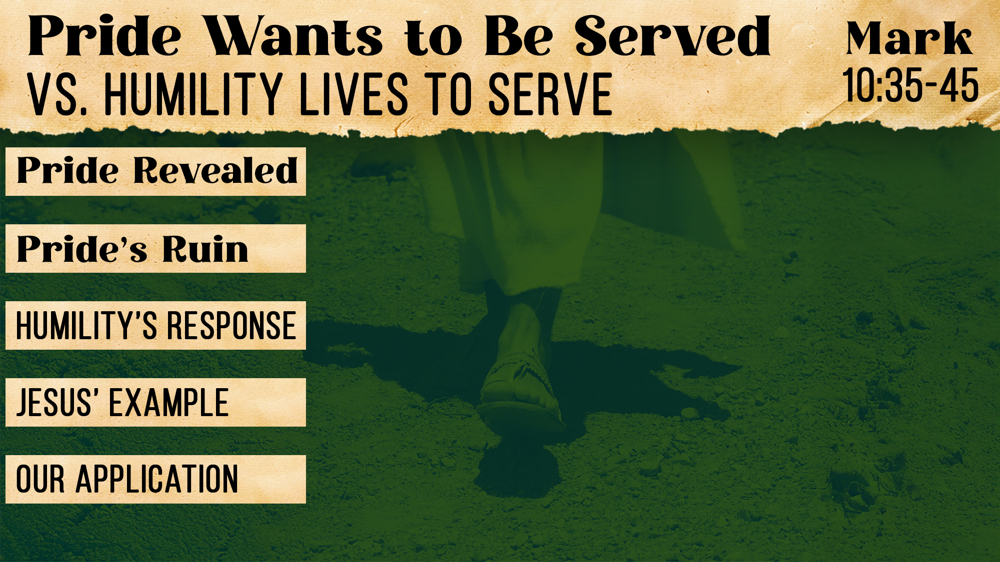 Pride Wants to Be Served
VS. HUMILITY LIVES TO SERVE
Mark
10:35-45
Pride Revealed
Pride's Ruin
HUMILITY'S RESPONSE
JESUS' EXAMPLE
OUR APPLICATION